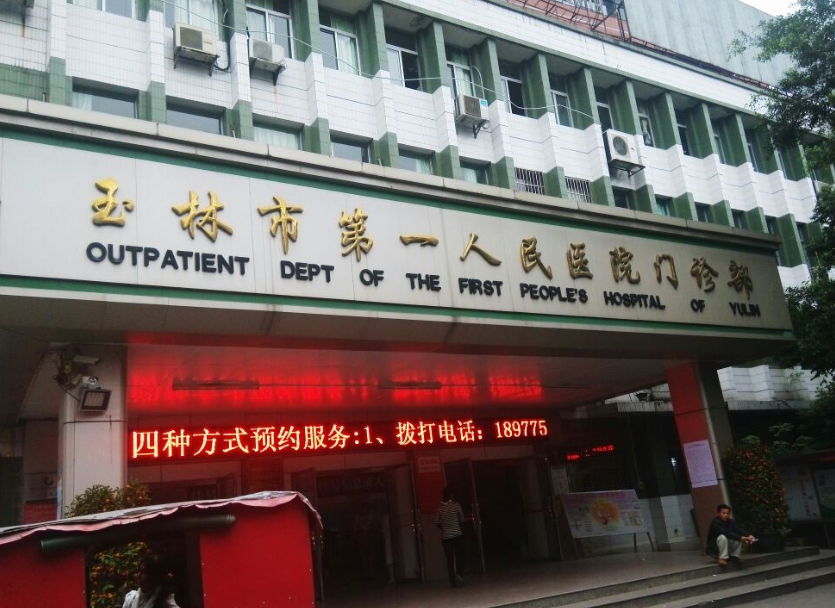 玉林市第一人民医院门诊部
OUTPATIENT DEPT OF THE FIRST PEOPLE'S HOSPITAL OF YULIN
四种方式预约服务:1、拨打电话：189775